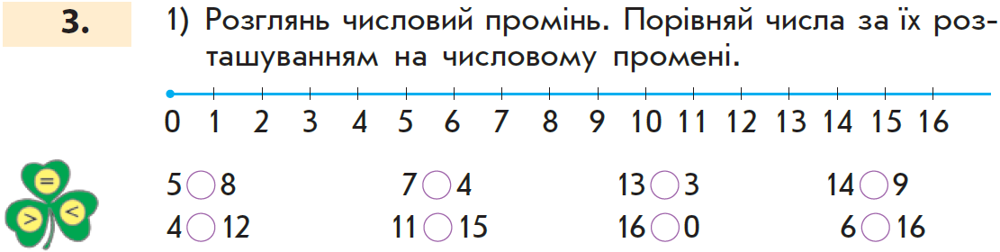 3.
1) Розглянь числовий промінь. Порівняй числа за їх роз-
ташуванням на числовому промені.
0 1 2 3 4 5 6 7 8 9 10 11 12 13 14 15 16
=
> <
5 ◯ 8 7 ◯ 4 13 ◯ 3 14 ◯ 9
4 ◯ 12 11 ◯ 15 16 ◯ 0 6 ◯ 16